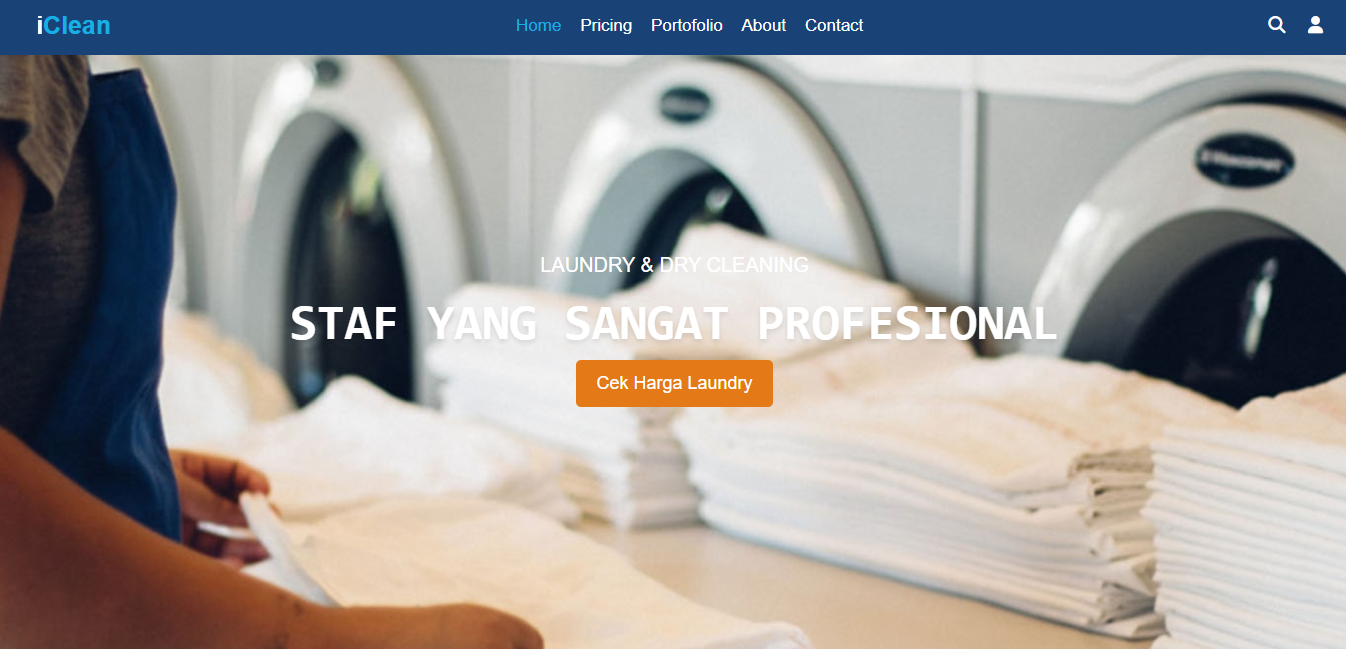 iClean
Home Pricing Portofolio About Contact
LAUNDRY & DRY CLEANING
STAF YANG SANGAT PROFESIONAL
Cek Harga Laundry